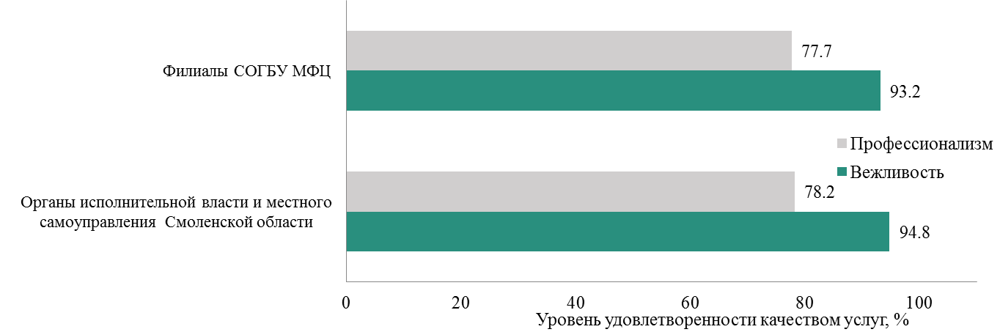 77.7
Филиалы СОГБУ МФЦ
93.2
Профессионализм
Вежливость
78.2
Органы исполнительной власти и местного
самоуправления Смоленской области
94.8
0 20 40 60 80 100
Уровень удовлетворенности качеством услуг, %